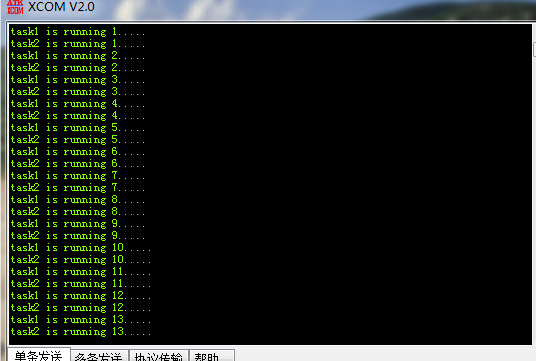 ATK
XCOM
XCOM V2.0
task1 is running 1.....
task2 is running 1.....
task1 is running 2.....
task2 is running 2.....
task1 is running 3.....
task2 is running 3.....
task1 is running 4.....
task2 is running 4.....
task1 is running 5.....
task2 is running 5.....
task1 is running 6.....
task2 is running 6.....
task1 is running 7.....
task2 is running 7.....
task1 is running 8.....
task2 is running 8.....
task1 is running 9.....
task2 is running 9.....
task1 is running 10.....
task2 is running 10.....
task1 is running 11.....
task2 is running 11.....
task1 is running 12.....
task2 is running 12.....
task1 is running 13.....
task2 is running 13.....
单条发送 多条发送 协议传输 帮助